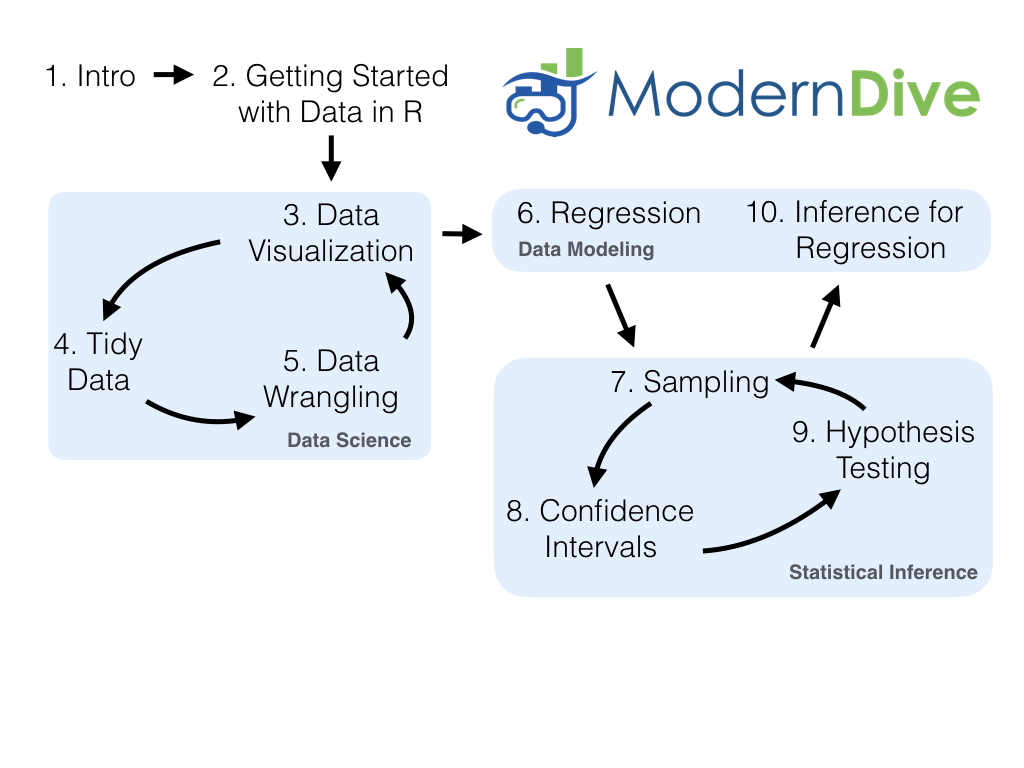 1. Intro
2. Getting Started
with Data in R
ModernDive
3. Data
Visualization
4. Tidy
Data
5. Data
Wrangling
Data Science
6. Regression
Data Modeling
10. Inference for
Regression
7. Sampling
8. Confidence
Intervals
9. Hypothesis
Testing
Statistical Inference